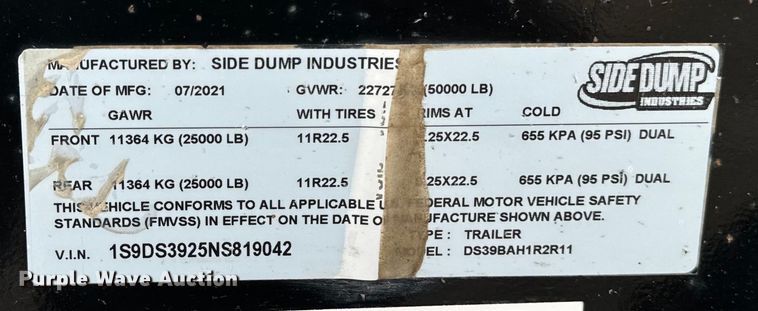 MANUFACTURED BY: SIDE DUMP INDUSTRIES
SIDE DUMP
INDUSTRIES
DATE OF MFG: 07/2021 GVWR: 2272 (50000 LB)
GAWR WITH TIRES RIMS AT COLD
FRONT 11364 KG (25000 LB) 11R22.5 .25X22.5 655 KPA (95 PSI) DUAL
REAR 11364 KG (25000 LB) 11R22.5 .25X22.5 655 KPA (95 PSI) DUAL
THIS VEHICLE CONFORMS TO ALL APPLICABLE U. FEDERAL MOTOR VEHICLE SAFETY
STANDARDS (FMVSS) IN EFFECT ON THE DATE OF MANUFACTURE SHOWN ABOVE.
TYPE : TRAILER
V.I.N. 1S9DS3925NS819042 MODEL : DS39BAH1R2R11
Purple Wave Auction